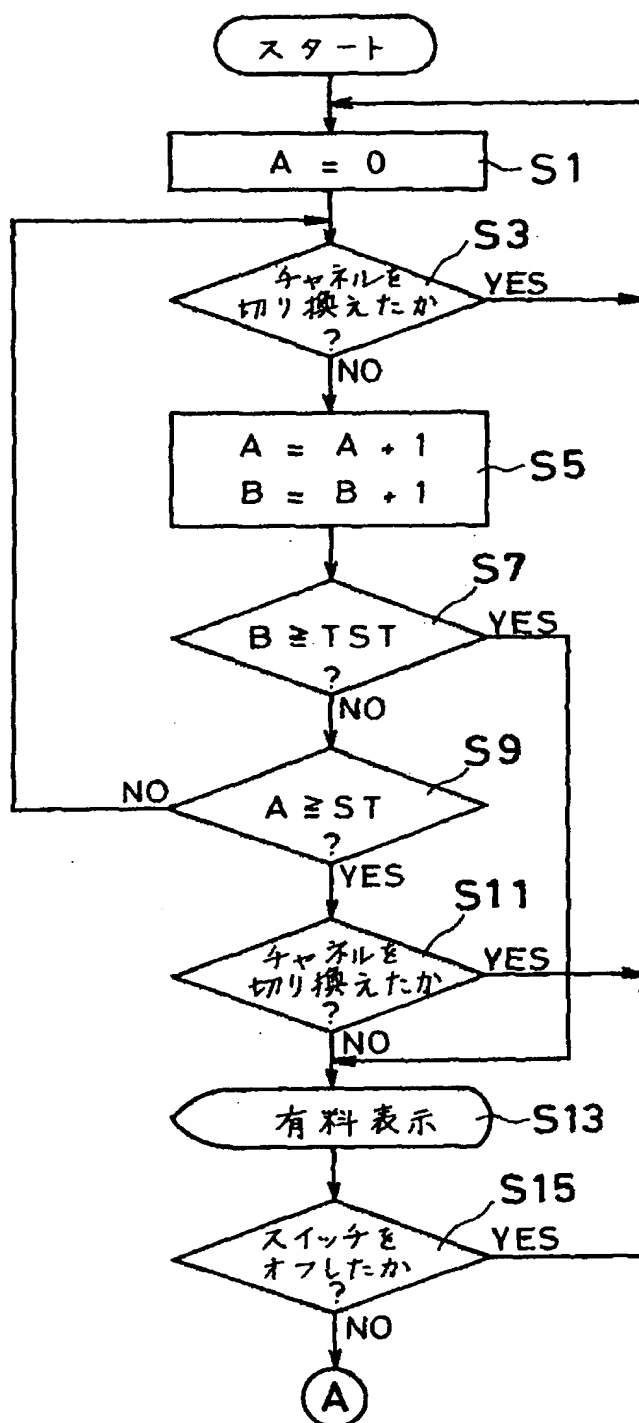 スタート
A = 0
S1
S3
チャネルを
切り換えたか
?
YES
NO
A = A + 1
B = B + 1
S5
S7
B ≧ TST
?
YES
NO
S9
NO
A ≧ ST
?
YES
S11
チャネルを
切り換えたか
?
YES
NO
有料表示
S13
S15
スイッチを
オフしたか
?
YES
NO
A